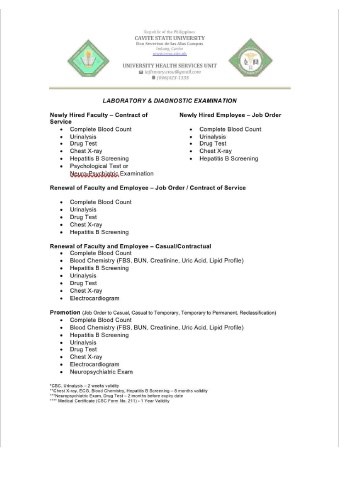 Republic of the Philippines
CAVITE STATE UNIVERSITY
Don Severino de las Alas Campus
Indang, Cavite
www.cvsu.edu.ph
UNIVERSITY HEALTH SERVICES UNIT
LABORATORY & DIAGNOSTIC EXAMINATION
Newly Hired Faculty – Contract of Service
• Complete Blood Count
• Urinalysis
• Drug Test
• Chest X-ray
• Hepatitis B Screening
• Psychological Test or
Neuro-Psychiatric Examination
Newly Hired Employee – Job Order
• Complete Blood Count
• Urinalysis
• Drug Test
• Chest X-ray
• Hepatitis B Screening
Renewal of Faculty and Employee – Job Order / Contract of Service
• Complete Blood Count
• Urinalysis
• Drug Test
• Chest X-ray
• Hepatitis B Screening
Renewal of Faculty and Employee – Casual/Contractual
• Complete Blood Count
• Blood Chemistry (FBS, BUN, Creatinine, Uric Acid, Lipid Profile)
• Hepatitis B Screening
• Urinalysis
• Drug Test
• Chest X-ray
• Electrocardiogram
Promotion (Job Order to Casual, Casual to Temporary, Temporary to Permanent, Reclassification)
• Complete Blood Count
• Blood Chemistry (FBS, BUN, Creatinine, Uric Acid, Lipid Profile)
• Hepatitis B Screening
• Urinalysis
• Drug Test
• Chest X-ray
• Electrocardiogram
• Neuropsychiatric Exam
*CBC, Urinalysis – 2 weeks validity
**Chest X-ray, ECG, Blood Chemistry, Hepatitis B Screening – 6 months validity
***Neuropsychiatric Exam, Drug Test – 2 months before expiry date
**** Medical Certificate (CSC Form No. 211) – 1 Year Validity